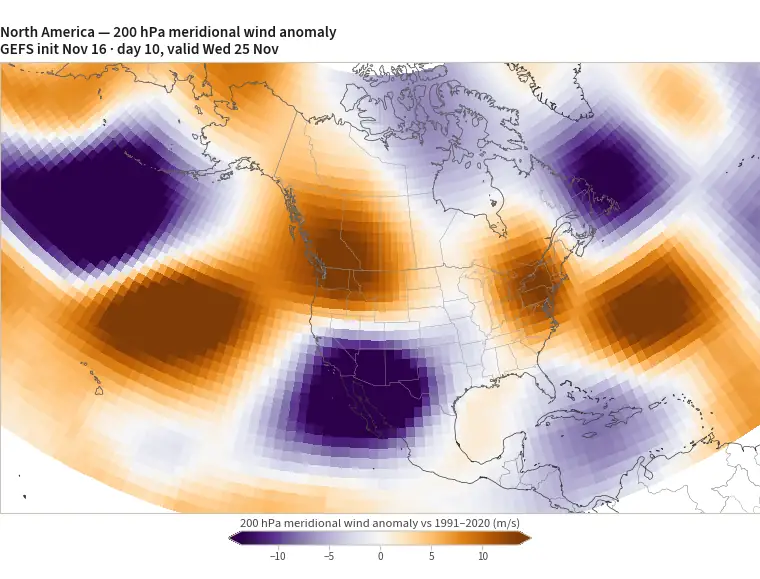 North America — 200 hPa meridional wind anomaly
GEFS init Nov 16 · day 10, valid Wed 25 Nov
200 hPa meridional wind anomaly vs 1991–2020 (m/s)
−10 −5 0 5 10